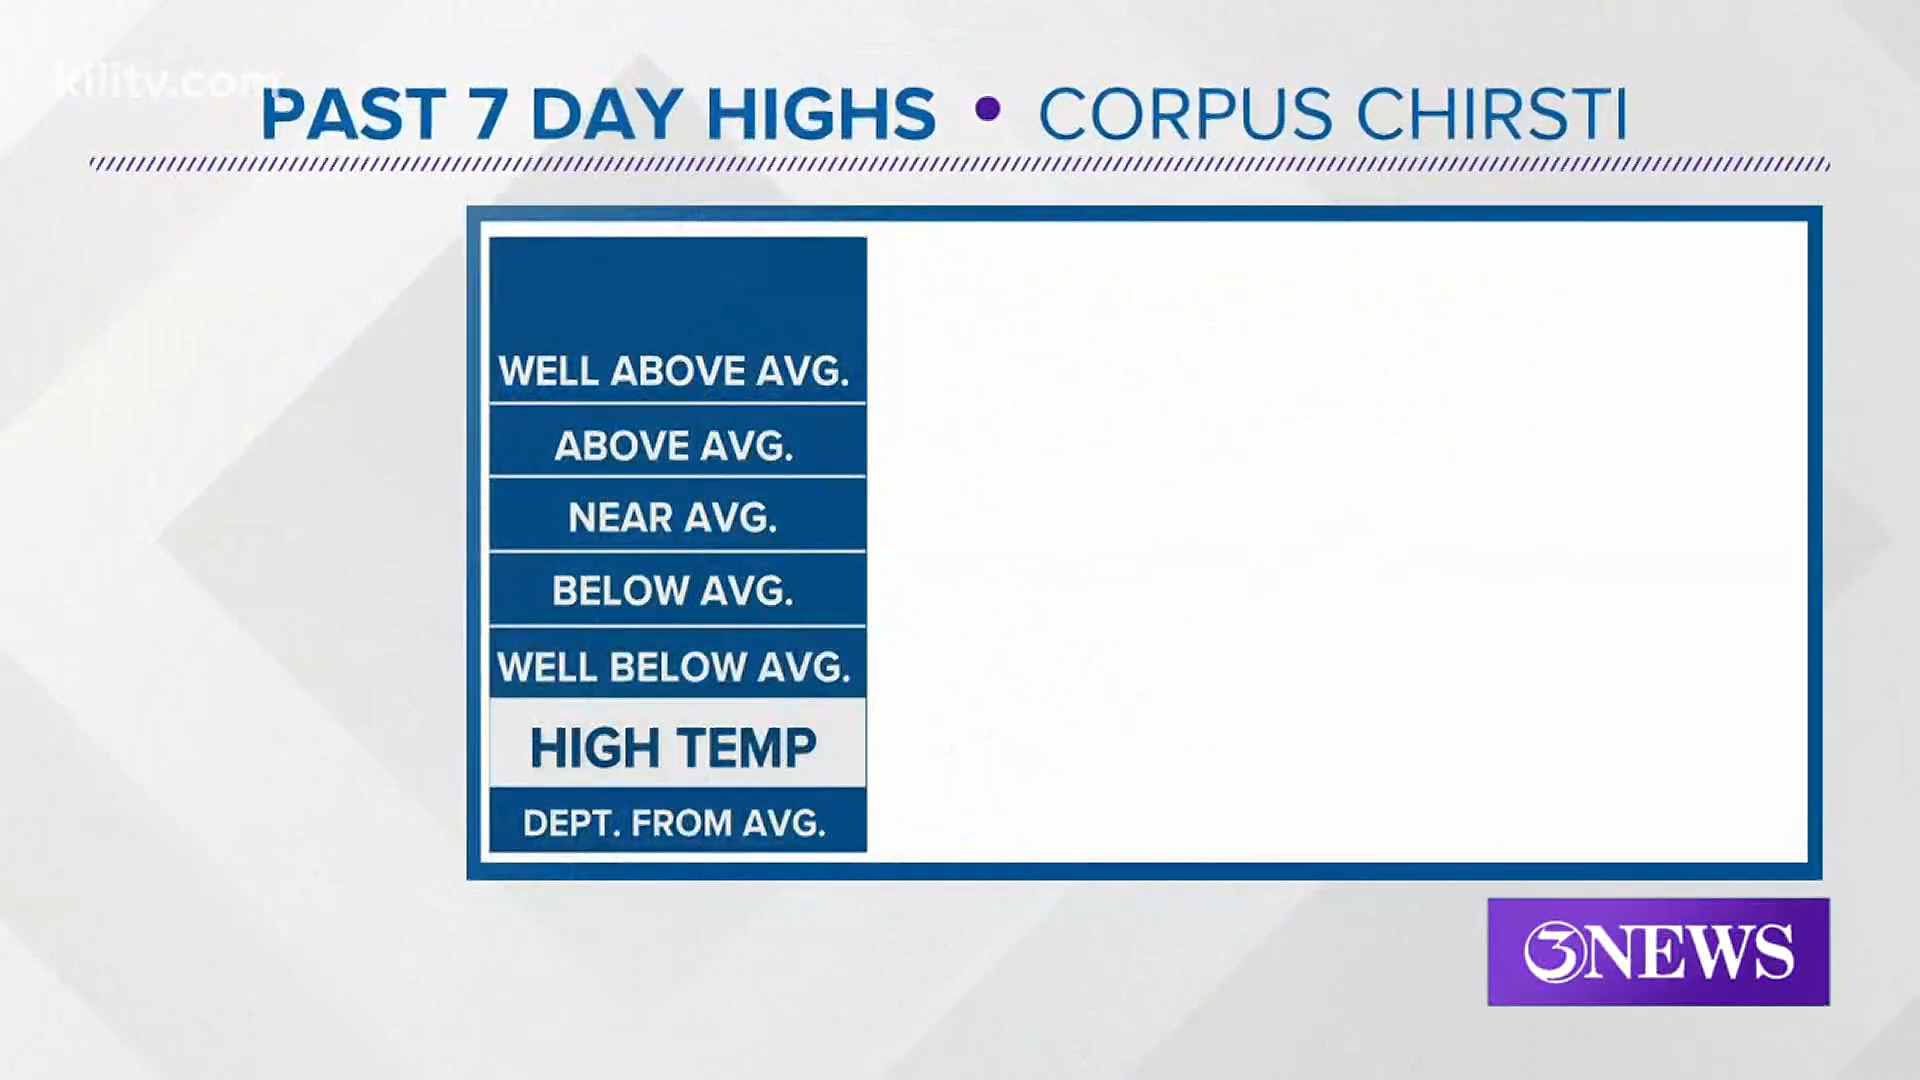 kiiitv.com
PAST 7 DAY HIGHS • CORPUS CHIRSTI
WELL ABOVE AVG.
ABOVE AVG.
NEAR AVG.
BELOW AVG.
WELL BELOW AVG.
HIGH TEMP
DEPT. FROM AVG.
3NEWS